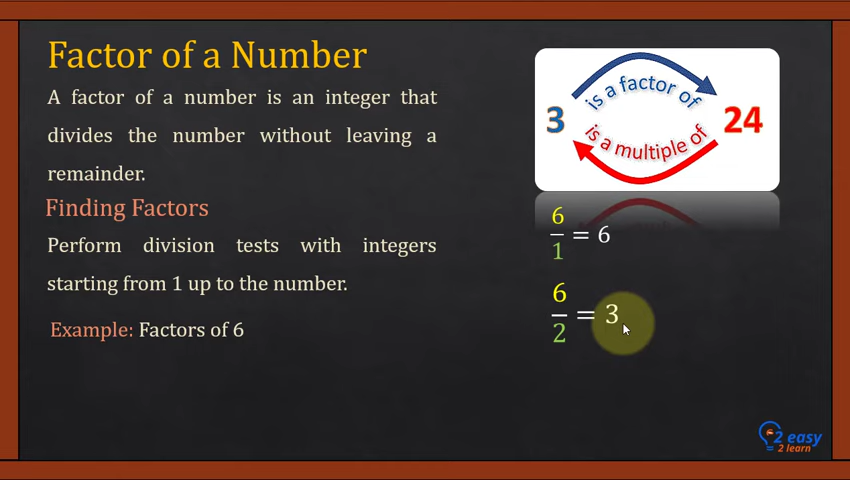 Factor of a Number
A factor of a number is an integer that
divides the number without leaving a
remainder.
Finding Factors
Perform division tests with integers
starting from 1 up to the number.
Example: Factors of 6
is a factor of
3 24
is a multiple of
6/1 = 6
6/2 = 3
2 easy
2 learn